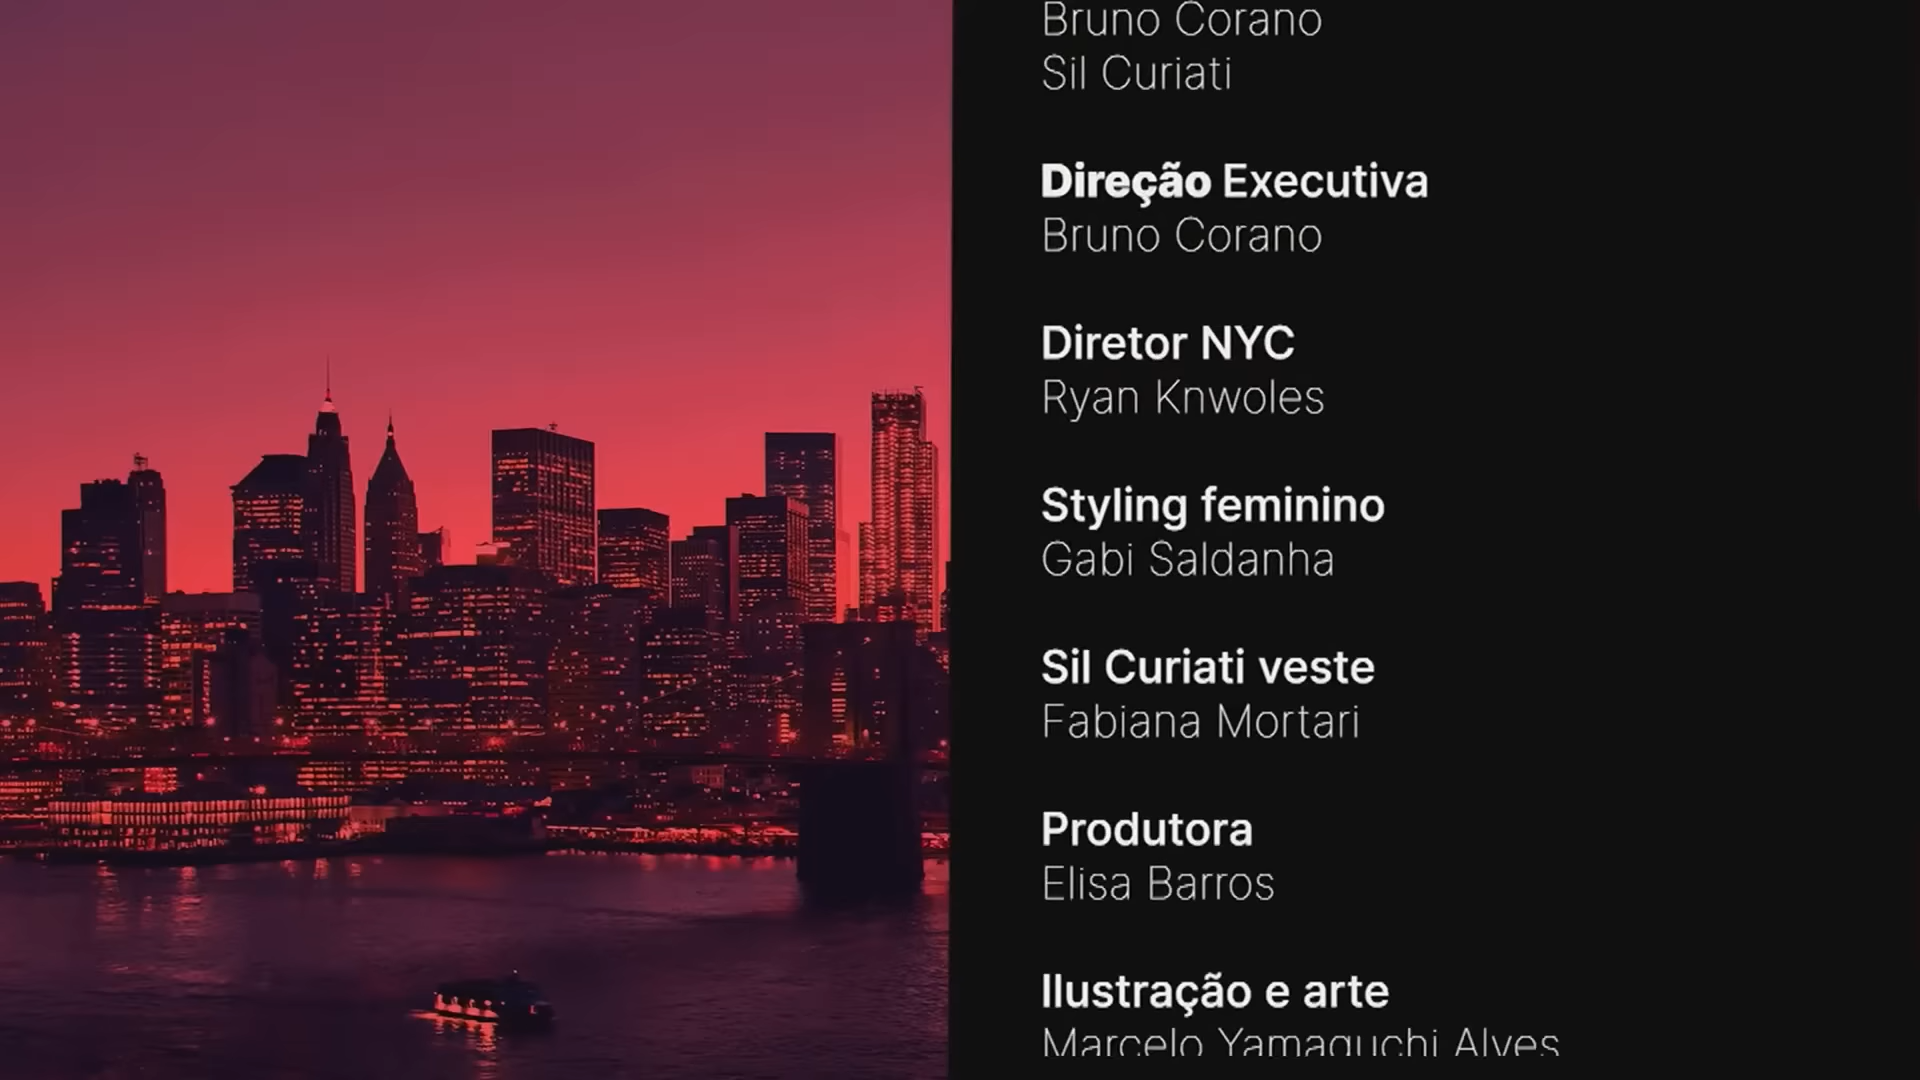 Bruno Corano
Sil Curiati
Direção Executiva
Bruno Corano
Diretor NYC
Ryan Knwoles
Styling feminino
Gabi Saldanha
Sil Curiati veste
Fabiana Mortari
Produtora
Elisa Barros
Ilustração e arte
Marcelo Yamaguchi Alves